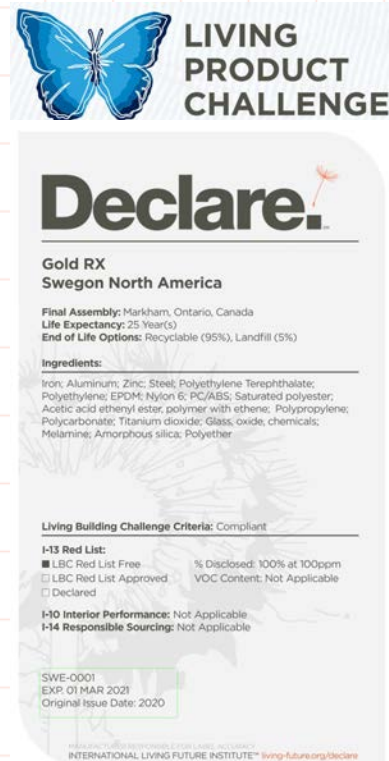 LIVING
PRODUCT
CHALLENGE
Declare.
Gold RX
Swegon North America
Final Assembly: Markham, Ontario, Canada
Life Expectancy: 25 Year(s)
End of Life Options: Recyclable (95%), Landfill (5%)
Ingredients:
Iron; Aluminum; Zinc; Steel; Polyethylene Terephthalate;
Polyethylene; EPDM; Nylon 6; PC/ABS; Saturated polyester;
Acetic acid ethenyl ester, polymer with ethene; Polypropylene;
Polycarbonate; Titanium dioxide; Glass, oxide, chemicals;
Melamine; Amorphous silica; Polyether
Living Building Challenge Criteria: Compliant
I-13 Red List:
■ LBC Red List Free % Disclosed: 100% at 100ppm
□ LBC Red List Approved VOC Content: Not Applicable
□ Declared
I-10 Interior Performance: Not Applicable
I-14 Responsible Sourcing: Not Applicable
SWE-0001
EXP. 01 MAR 2021
Original Issue Date: 2020
MANUFACTURER RESPONSIBLE FOR LABEL ACCURACY
INTERNATIONAL LIVING FUTURE INSTITUTE™ living-future.org/declare